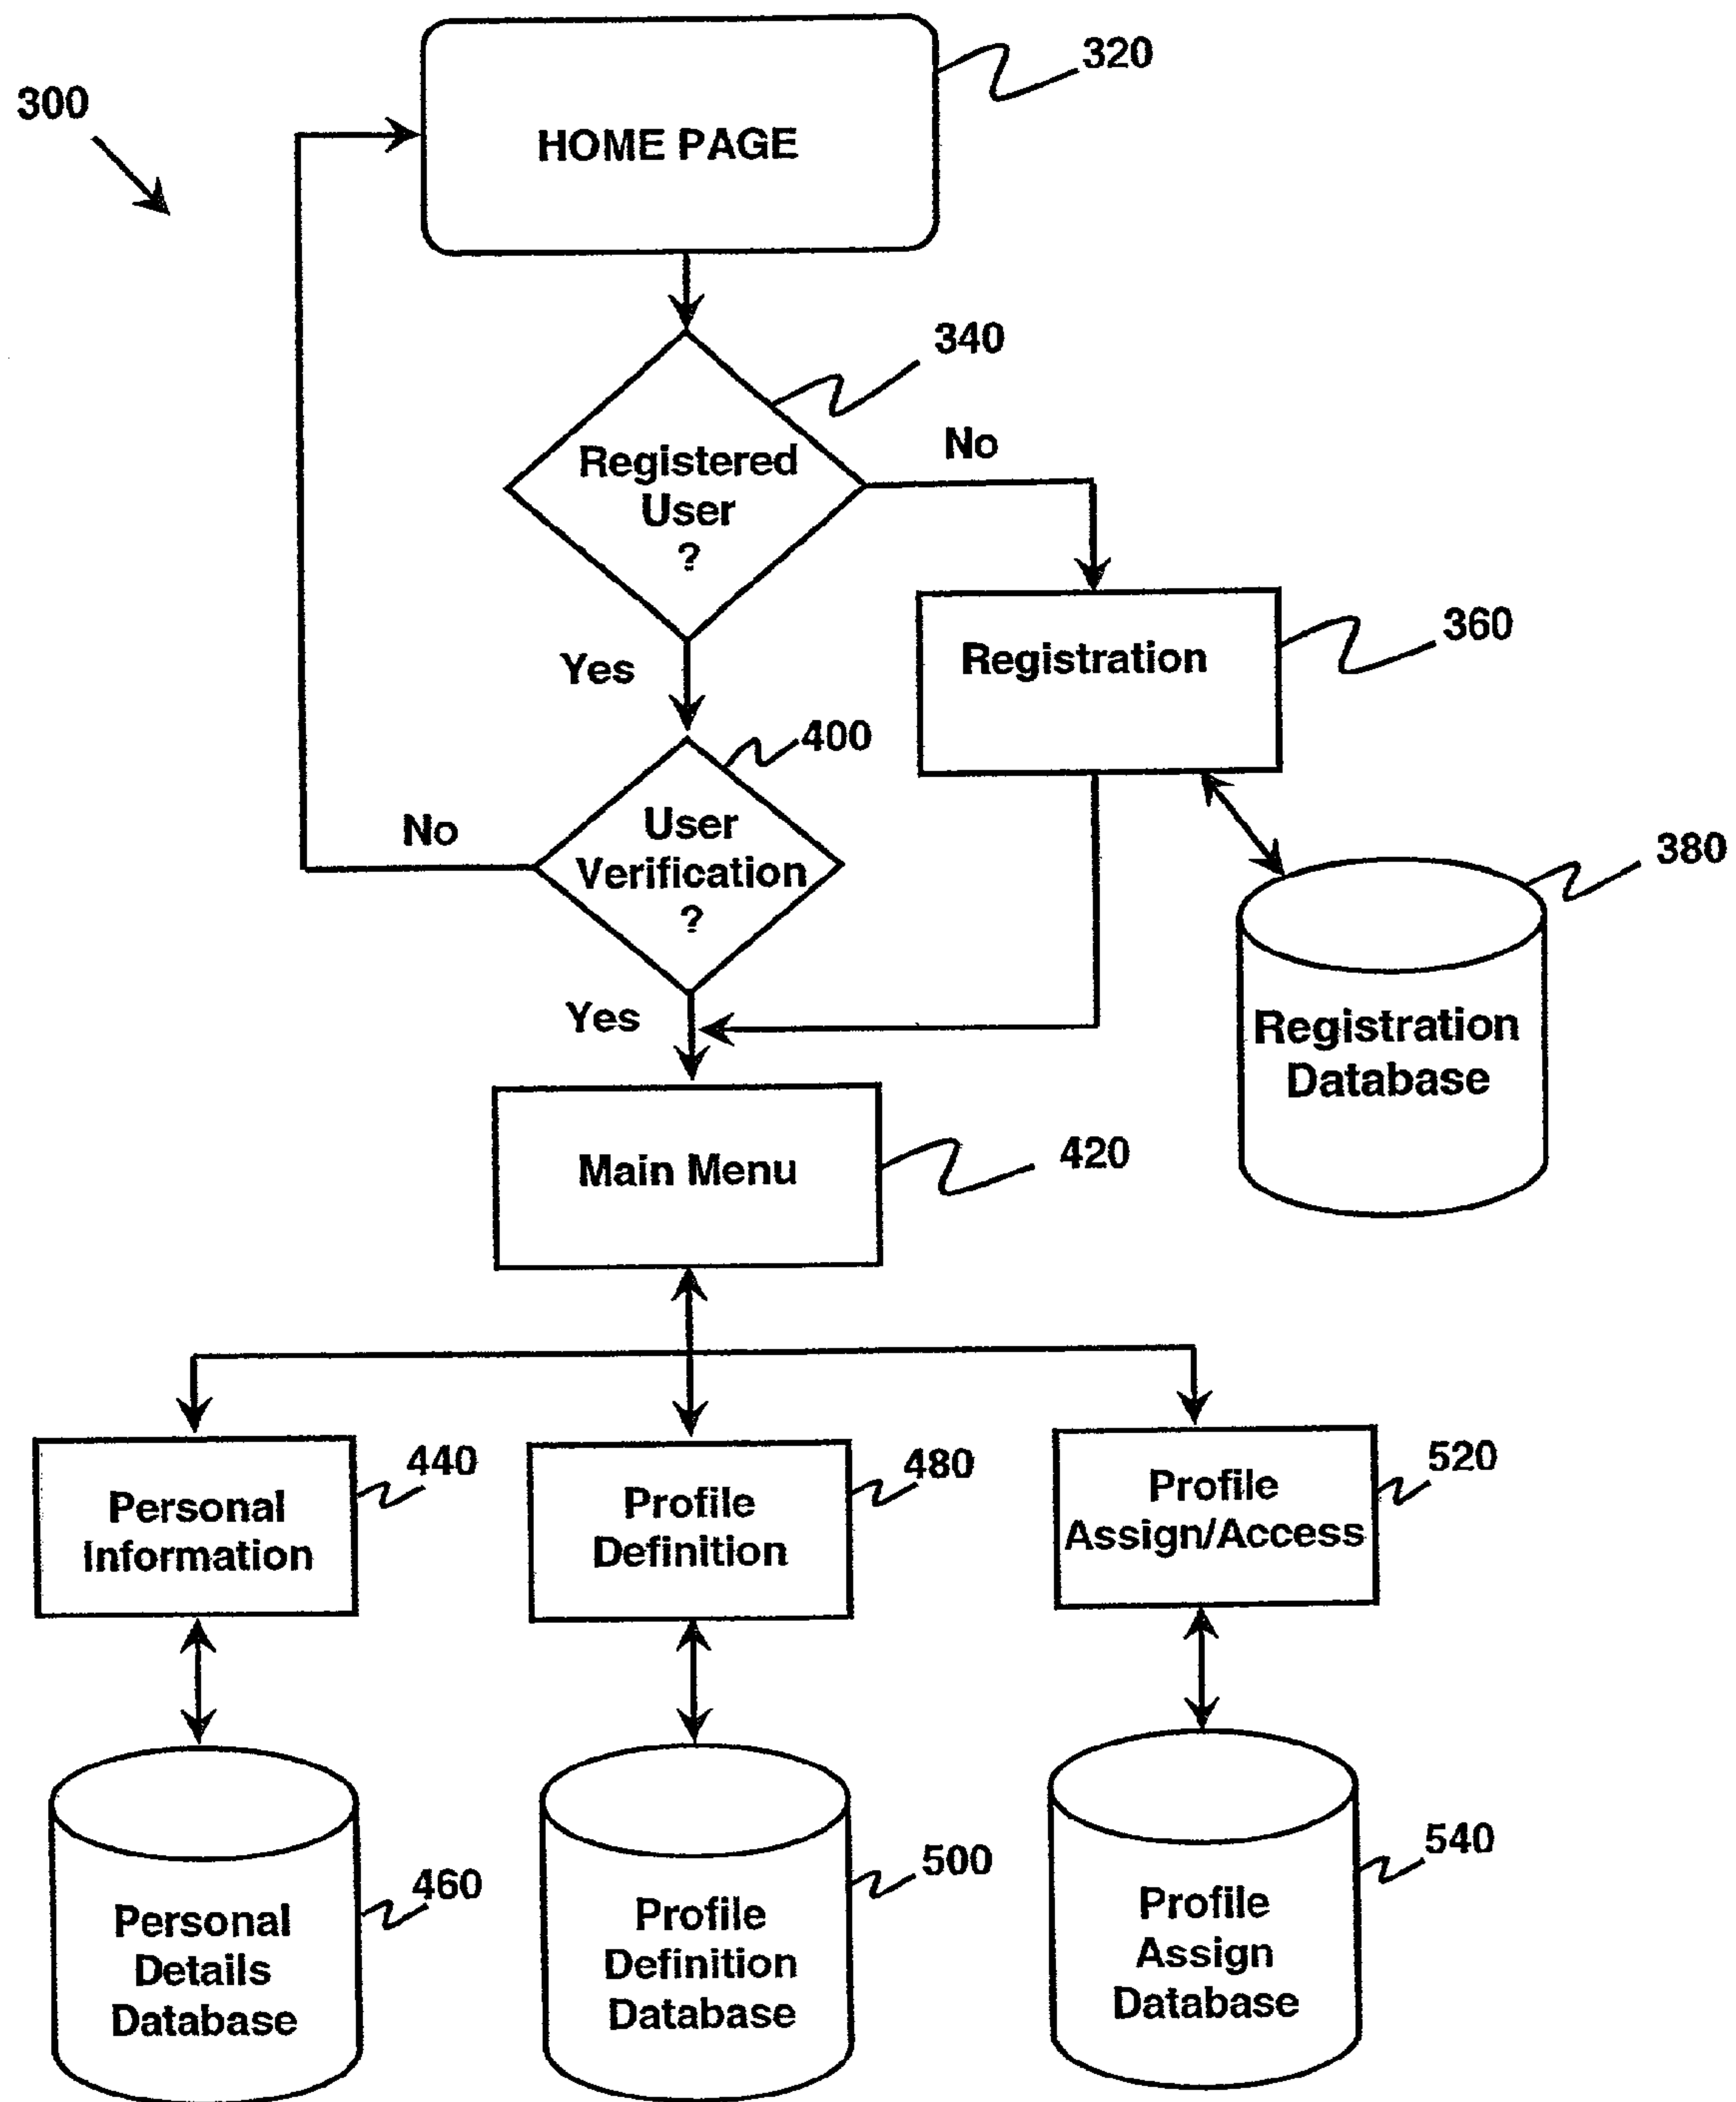 320
300
HOME PAGE
340
No
Registered
User
?
360
Registration
Yes
400
User
Verification
?
No
380
Yes
Registration
Database
Main Menu
420
440
Personal
Information
480
Profile
Definition
520
Profile
Assign/Access
460
Personal
Details
Database
500
Profile
Definition
Database
540
Profile
Assign
Database